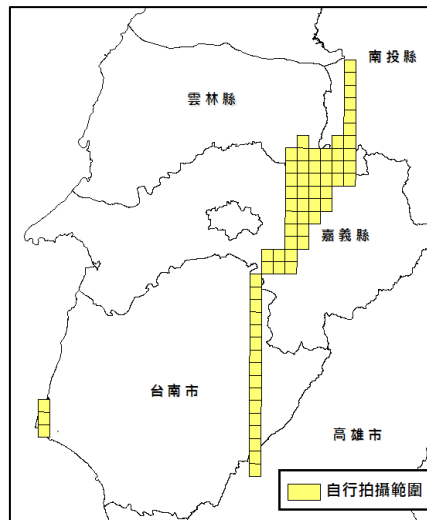 南投縣
雲林縣
嘉義縣
台南市
高雄市
自行拍攝範圍